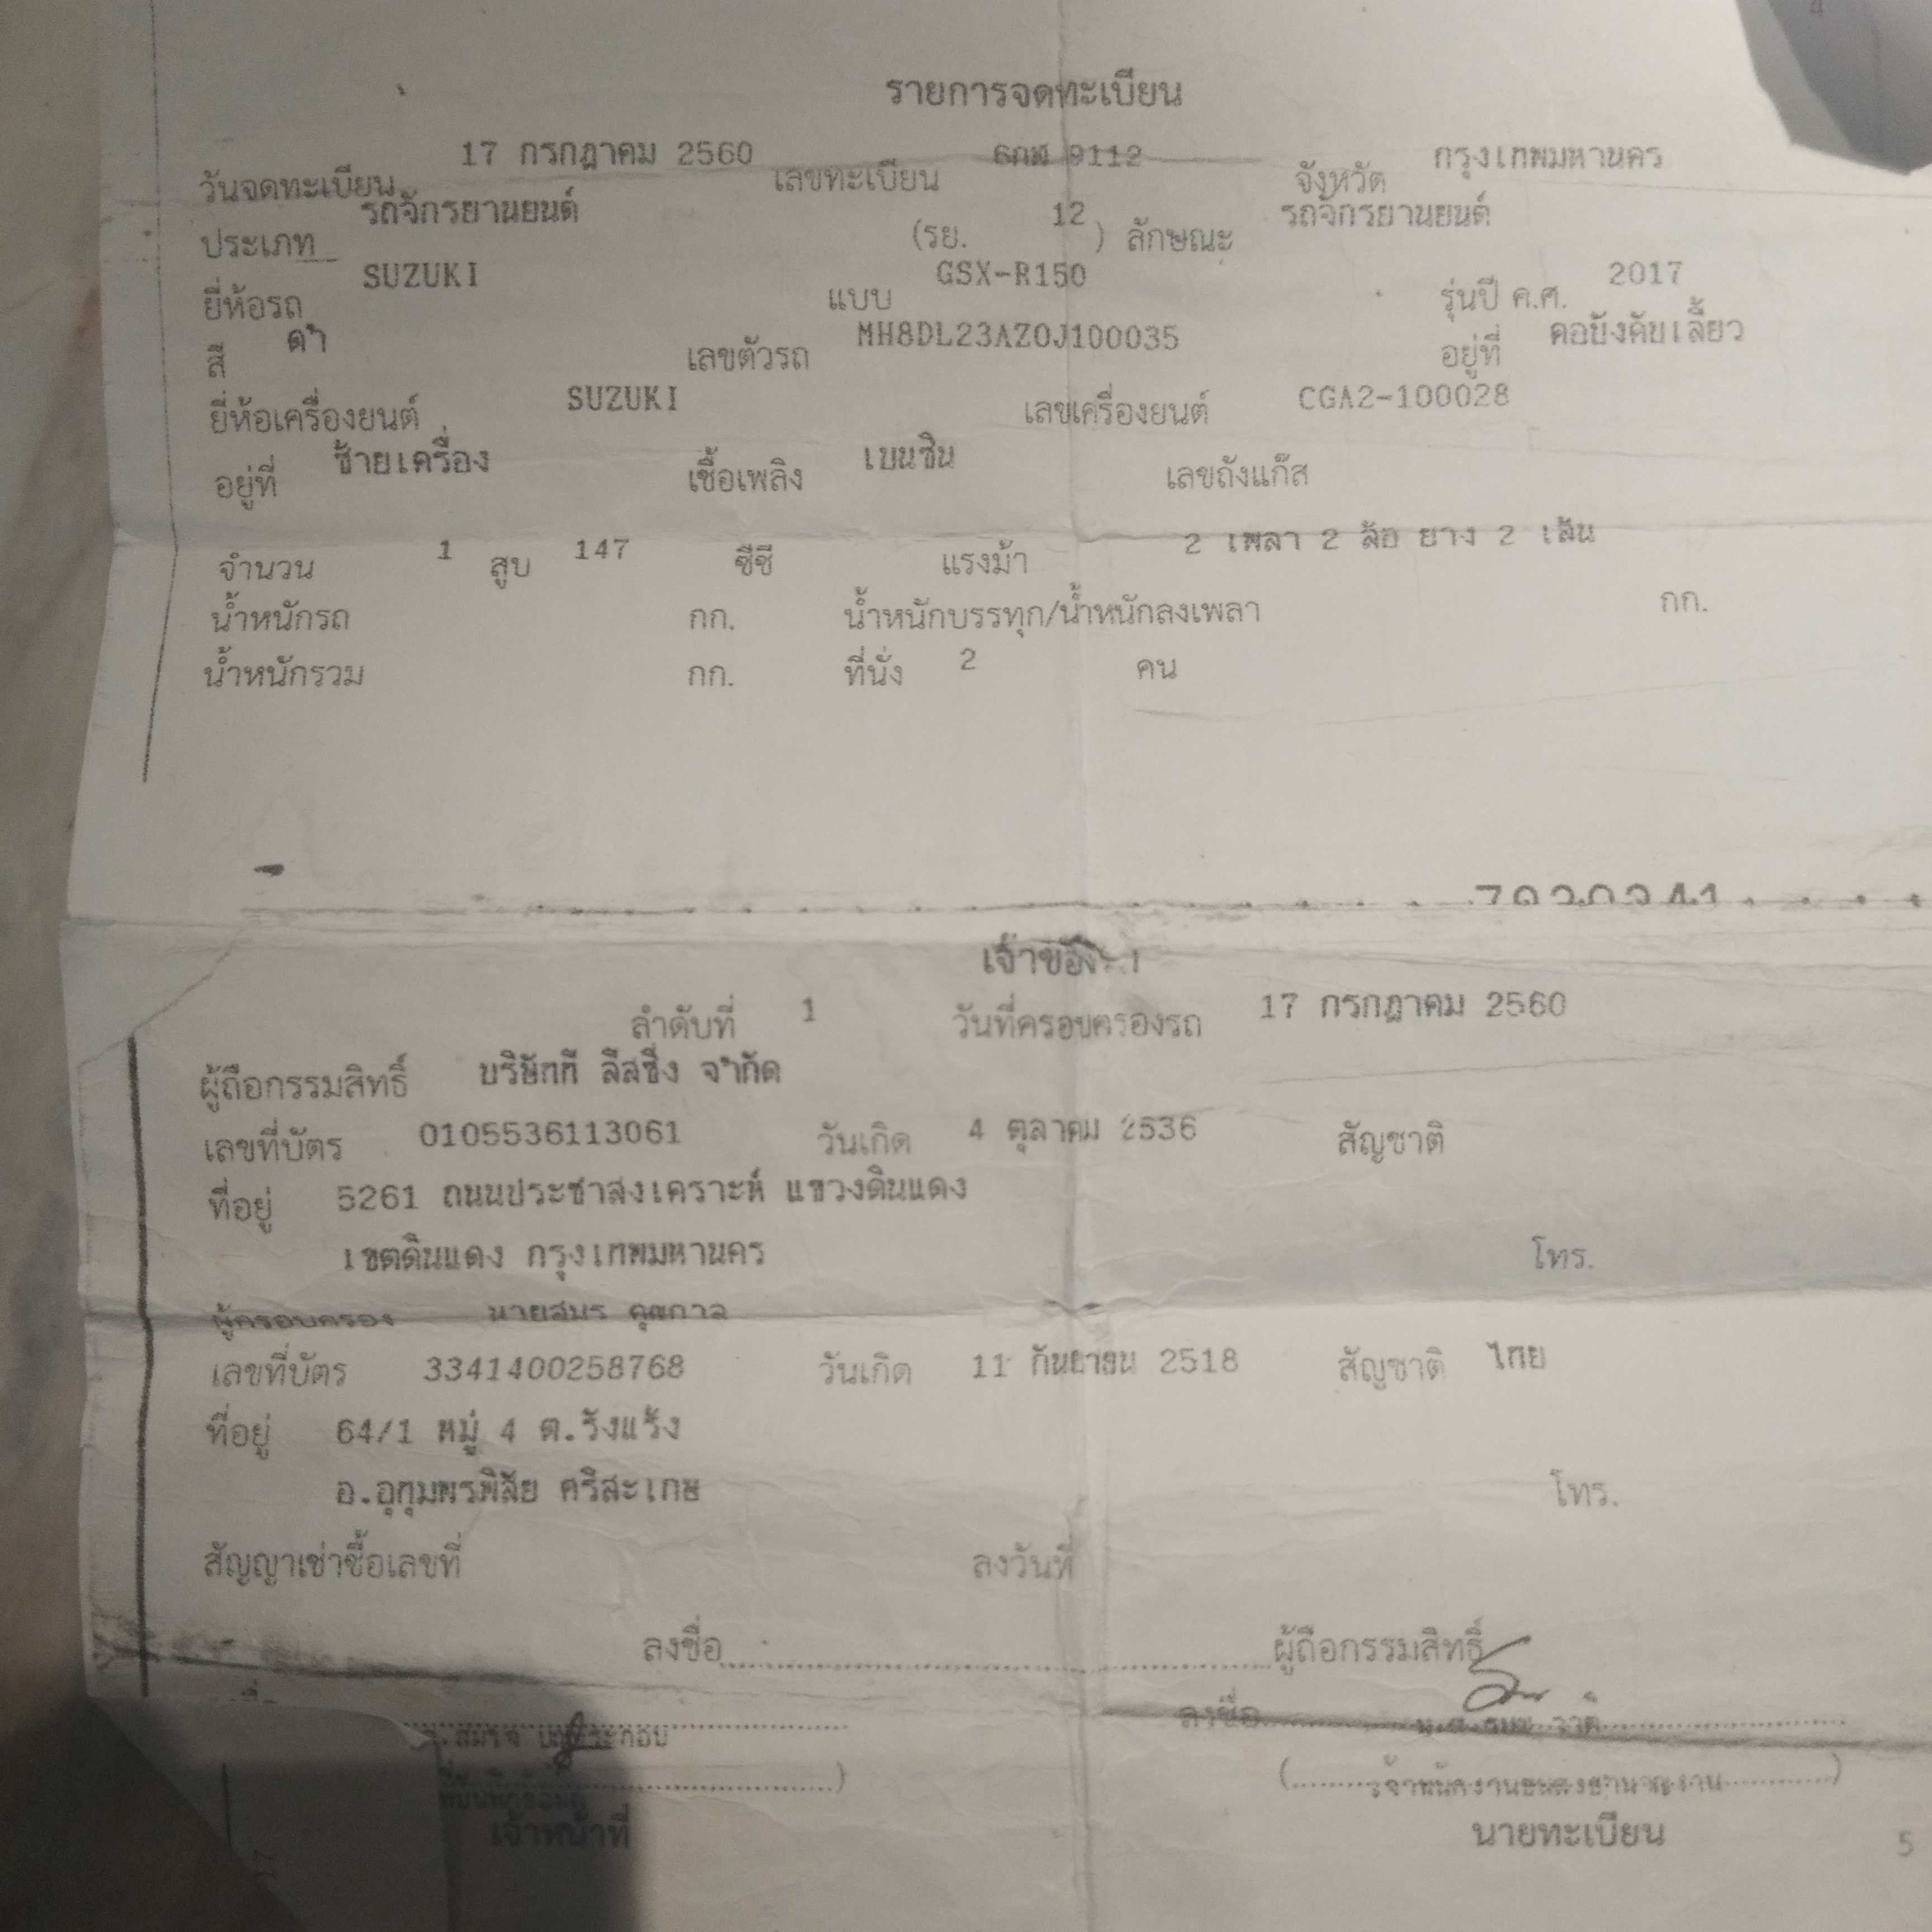 4
รายการจดทะเบียน
วันจดทะเบียน 17 กรกฎาคม 2560 เลขทะเบียน 9112 จังหวัด กรุงเทพมหานคร
ประเภท รถจักรยานยนต์ (รย. 12 ) ลักษณะ รถจักรยานยนต์
ยี่ห้อรถ SUZUKI แบบ GSX-R150 รุ่นปี ค.ศ. 2017
สี ดำ เลขตัวรถ MH8DL23AZ0J100035 อยู่ที่ คอบังคับเลี้ยว
ยี่ห้อเครื่องยนต์ SUZUKI เลขเครื่องยนต์ CGA2-100028
อยู่ที่ ซ้ายเครื่อง เชื้อเพลิง เบนซิน เลขถังแก๊ส
จำนวน 1 สูบ 147 ซีซี แรงม้า 2 เพลา 2 ล้อ ยาง 2 เส้น
น้ำหนักรถ กก. น้ำหนักบรรทุก/น้ำหนักลงเพลา กก.
น้ำหนักรวม กก. ที่นั่ง 2 คน
เจ้าของ
ลำดับที่ 1 วันที่ครอบครองรถ 17 กรกฎาคม 2560
ผู้ถือกรรมสิทธิ์ บริษัทที ลีสซิ่ง จำกัด
เลขที่บัตร 0105536113061 วันเกิด 4 ตุลาคม 2536 สัญชาติ
ที่อยู่ 5261 ถนนประชาสงเคราะห์ แขวงดินแดง
เขตดินแดง กรุงเทพมหานคร โทร.
ผู้ครอบครอง
เลขที่บัตร 3341400258768 วันเกิด 11 กันยายน 2518 สัญชาติ ไทย
ที่อยู่ 64/1 หมู่ 4 ต.รังแร้ง
อ.อุทุมพรพิสัย ศรีสะเกษ โทร.
สัญญาเช่าซื้อเลขที่ ลงวันที่
ลงชื่อ ผู้ถือกรรมสิทธิ์
ลงชื่อ
เจ้าหน้าที่ นายทะเบียน
5